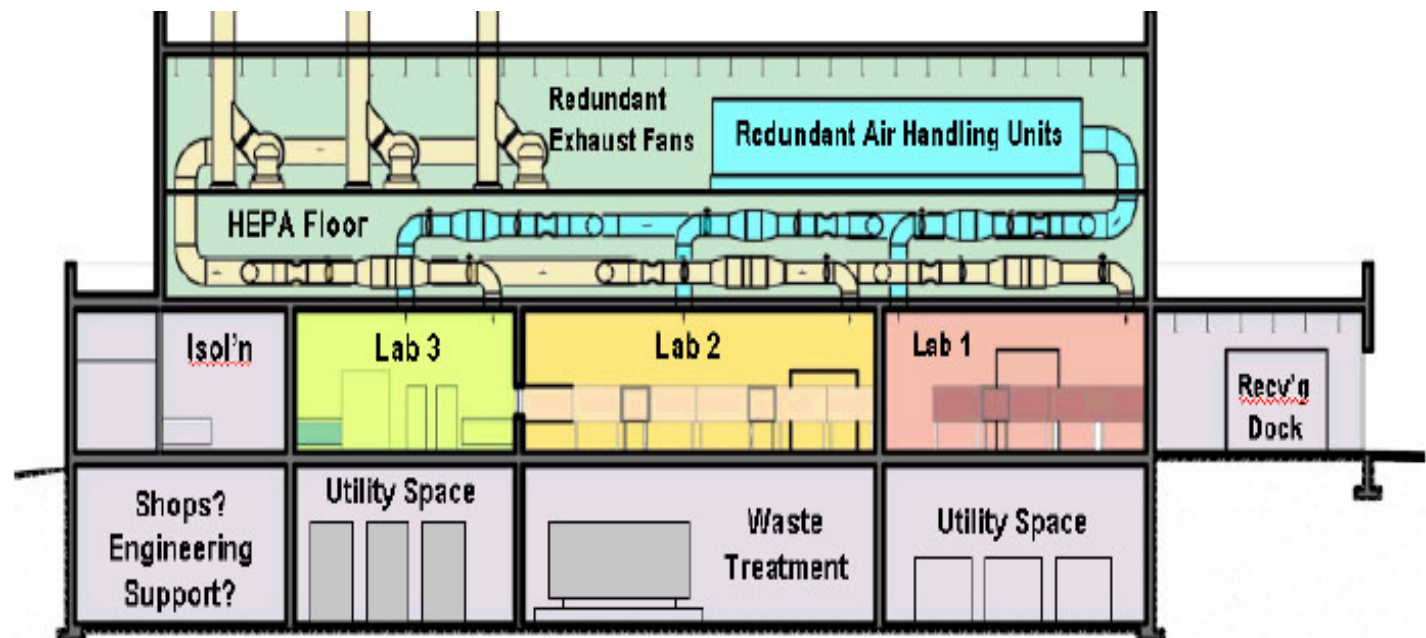 Redundant
Exhaust Fans
Redundant Air Handling Units
HEPA Floor
Isol'n
Lab 3
Lab 2
Lab 1
Recv'g
Dock
Shops?
Engineering
Support?
Utility Space
Waste
Treatment
Utility Space